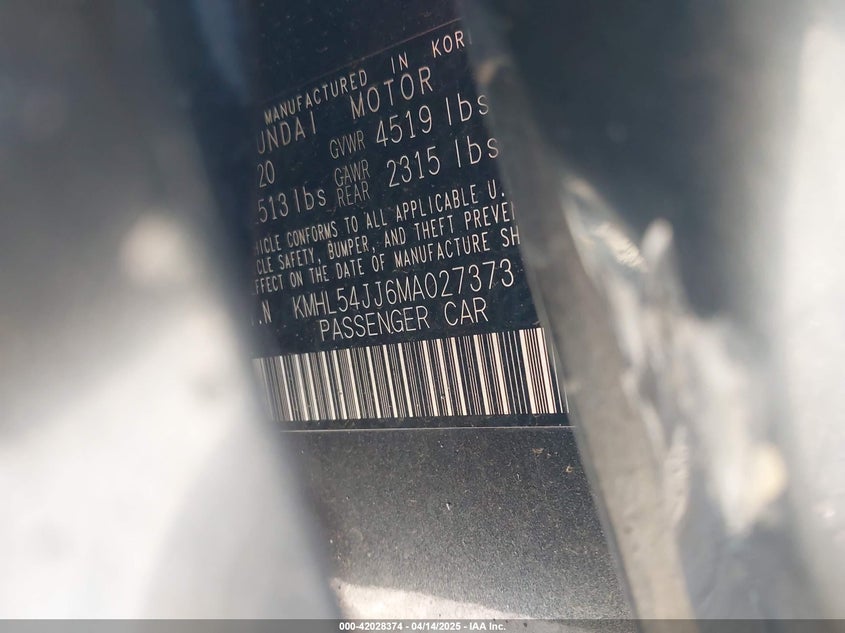 MANUFACTURED IN KOR
UNDAI MOTOR
20 GVWR 4519 lbs
513 lbs GAWR REAR 2315 lbs
HICLE CONFORMS TO ALL APPLICABLE U.
CLE SAFETY, BUMPER, AND THEFT PREVE
FFECT ON THE DATE OF MANUFACTURE SH
I.N KMHL54JJ6MA027373
PASSENGER CAR
000-42028374 - 04/14/2025 - IAA Inc.